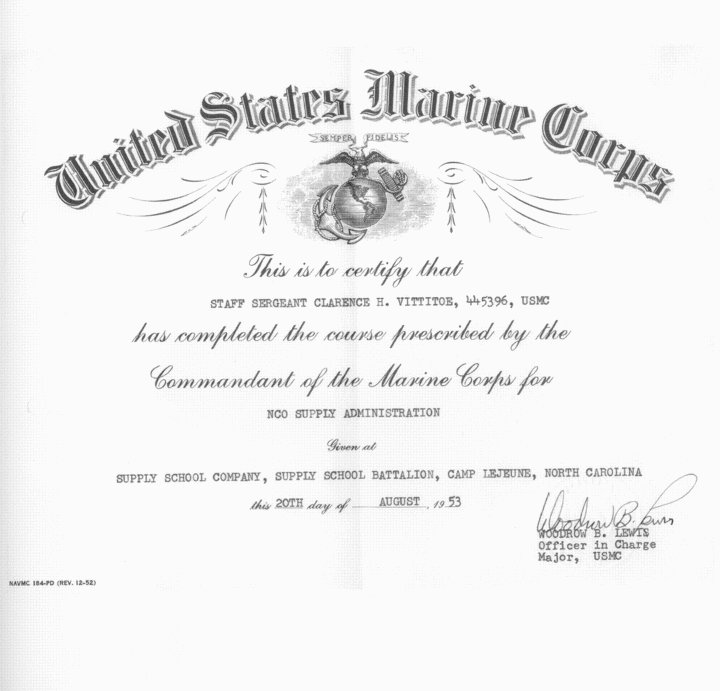 United States Marine Corps
SEMPER FIDELIS
This is to certify that
STAFF SERGEANT CLARENCE H. VITTITOE, 445396, USMC
has completed the course prescribed by the
Commandant of the Marine Corps for
NCO SUPPLY ADMINISTRATION
Given at
SUPPLY SCHOOL COMPANY, SUPPLY SCHOOL BATTALION, CAMP LEJEUNE, NORTH CAROLINA
this 20TH day of AUGUST, 1953
Woodrow B. Lewis
WOODROW B. LEWIS
Officer in Charge
Major, USMC
NAVMC 184-PD (REV. 12-52)